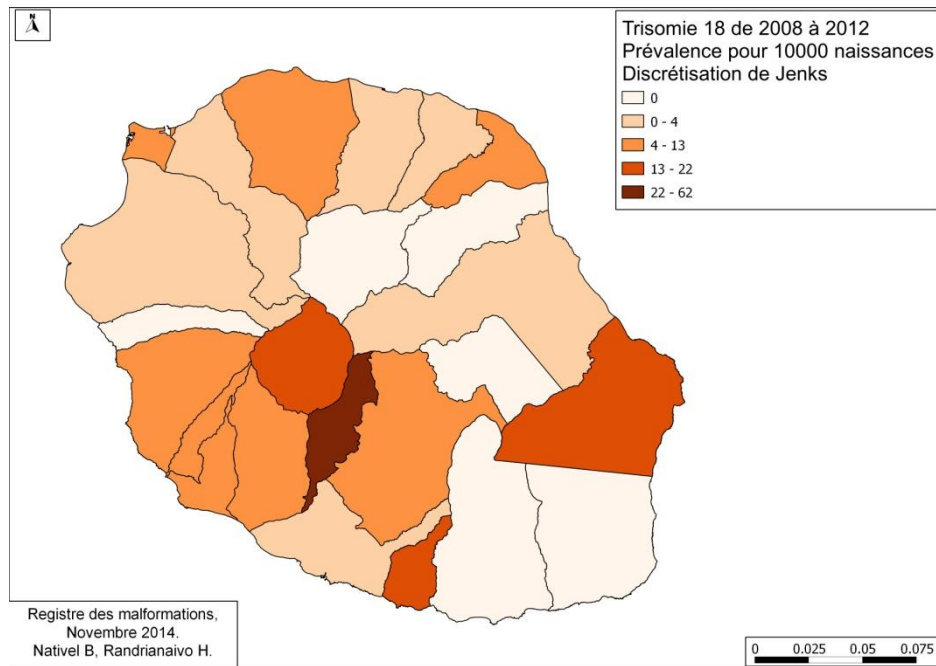 N
Trisomie 18 de 2008 à 2012
Prévalence pour 10000 naissances
Discrétisation de Jenks
0
0 - 4
4 - 13
13 - 22
22 - 62
Registre des malformations,
Novembre 2014.
Nativel B, Randrianaivo H.
0 0.025 0.05 0.075